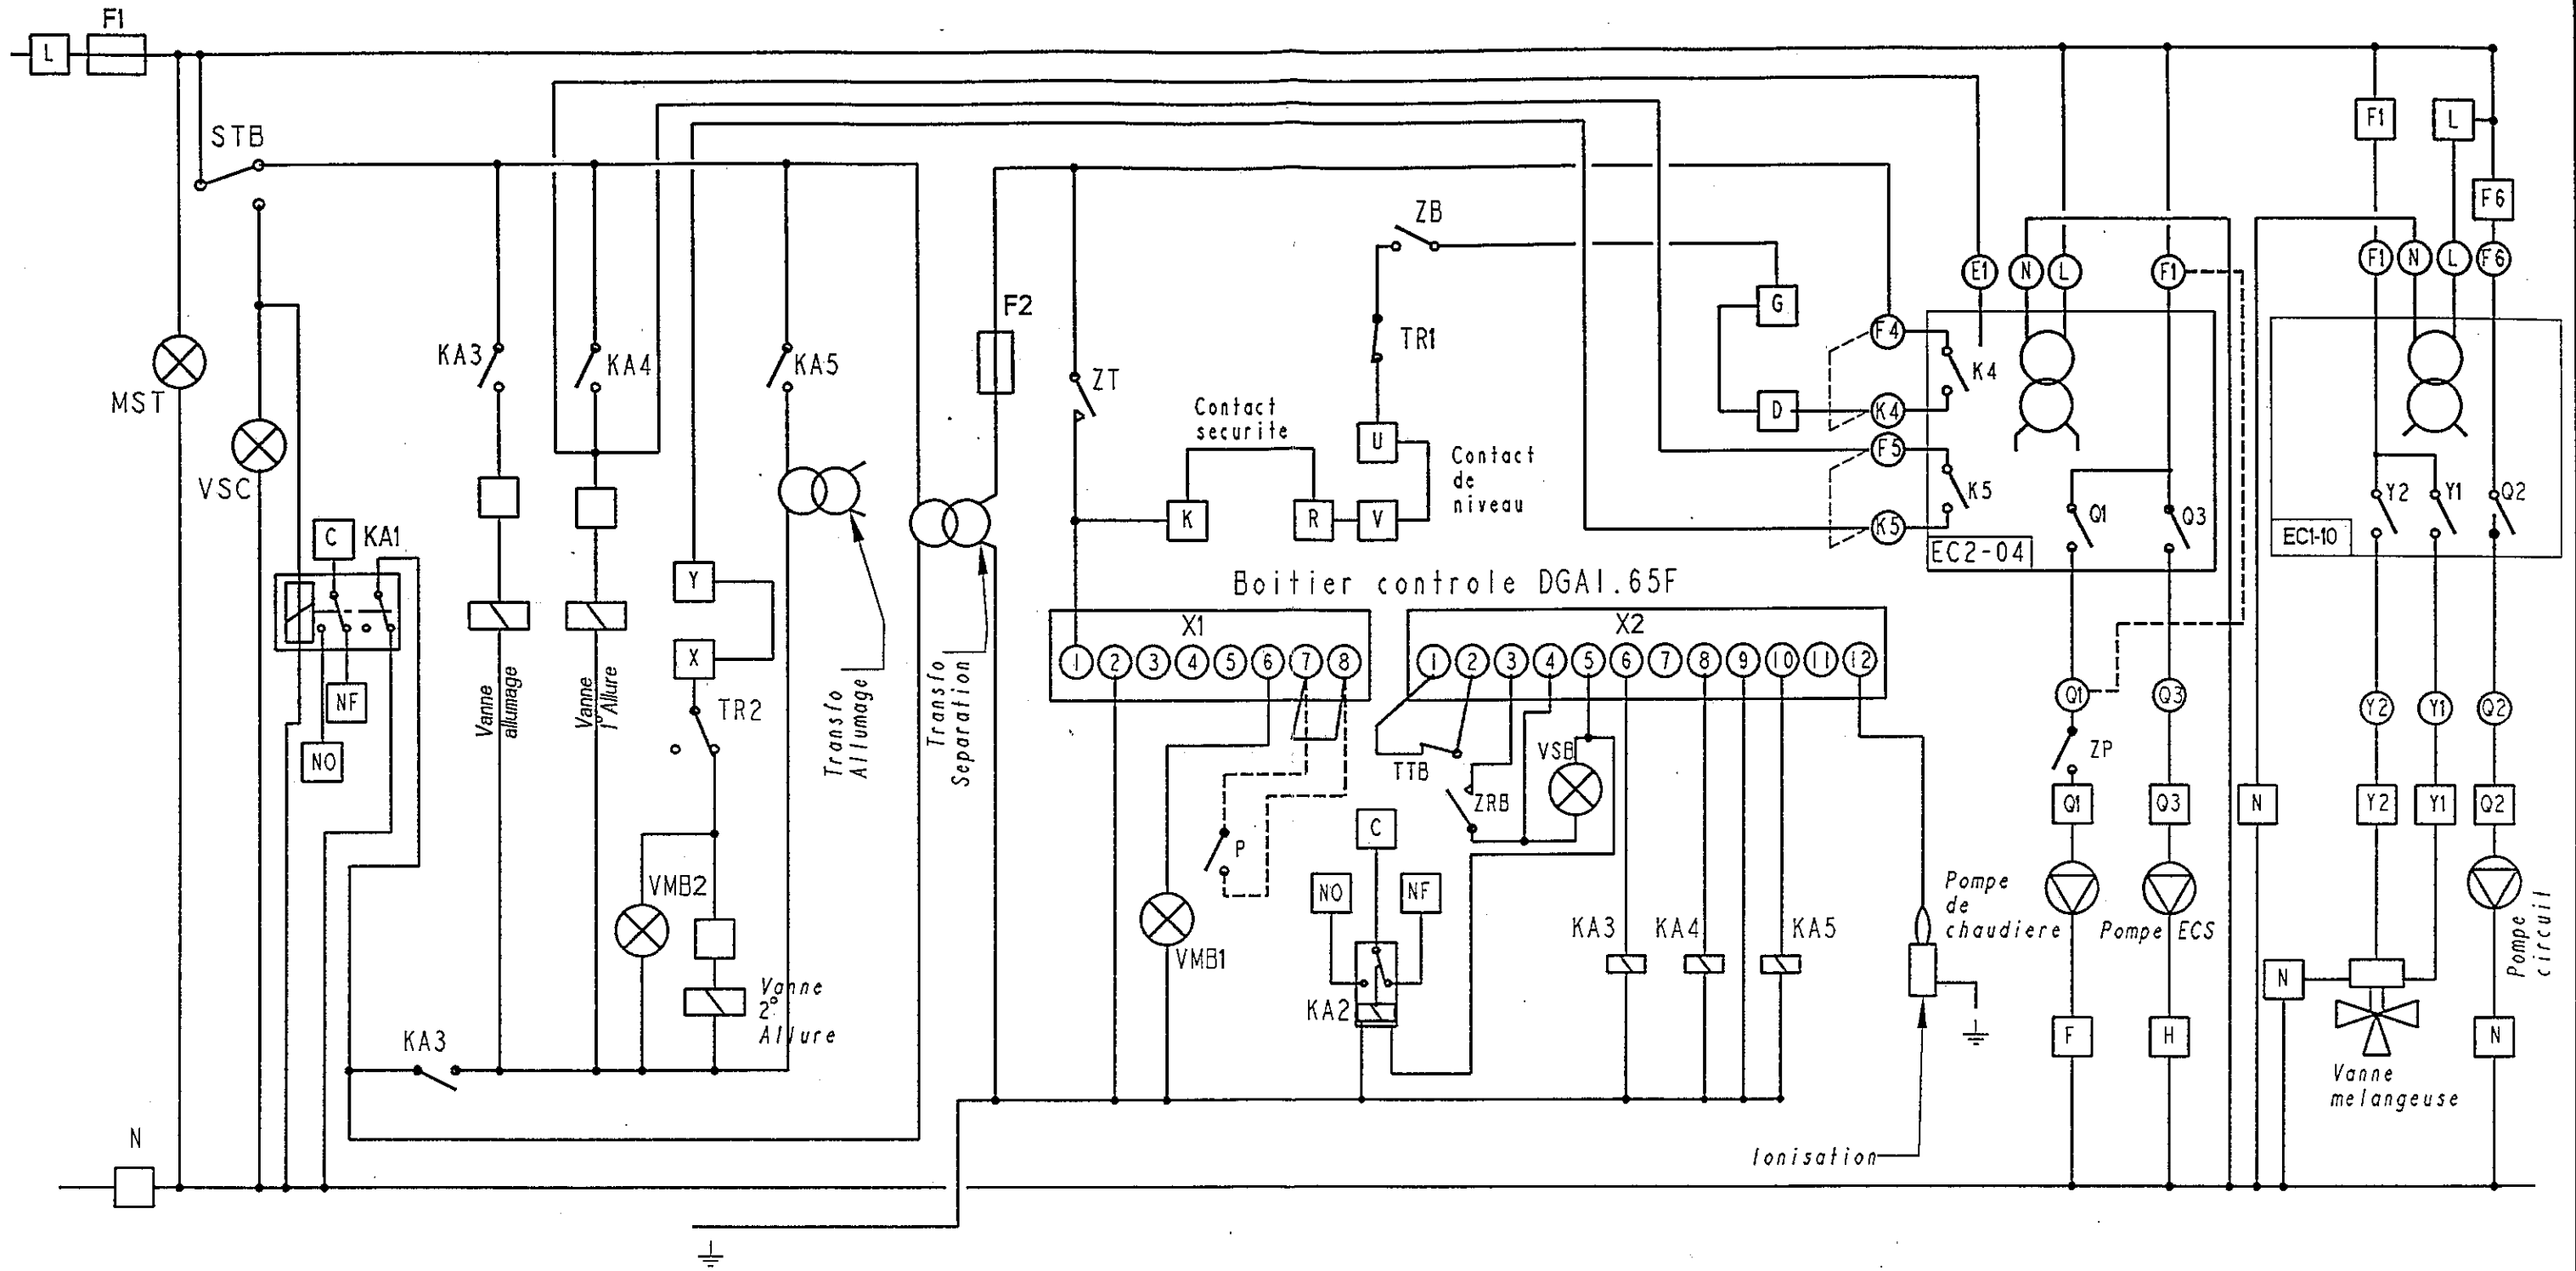 F1
L
STB
F1
L
F6
ZB
E1
N
L
F1
F1
N
L
F6
G
F2
F4
TR1
KA3
KA4
KA5
ZT
K4
MST
Contact
securite
D
K4
U
F5
Contact
de
niveau
VSC
K5
Y2
Y1
Q2
K
R
V
K5
Q1
Q3
C
KA1
EC2-04
EC1-10
Y
Boitier controle DGAI.65F
X1
X2
X
1
2
3
4
5
6
7
8
1
2
3
4
5
6
7
8
9
10
11
12
NF
Vanne
allumage
Vanne
1° Allure
TR2
Transfo
Allumage
Transfo
Separation
Q1
Q3
Y2
Y1
Q2
NO
VSB
TTB
ZRB
ZP
Q1
Q3
N
Y2
Y1
Q2
C
P
VMB2
NO
NF
Pompe
de
chaudiere
Pompe ECS
Pompe
circuit
KA3
KA4
KA5
VMB1
N
Vanne
2°
Allure
KA2
KA3
F
H
N
Vanne
melangeuse
N
Ionisation